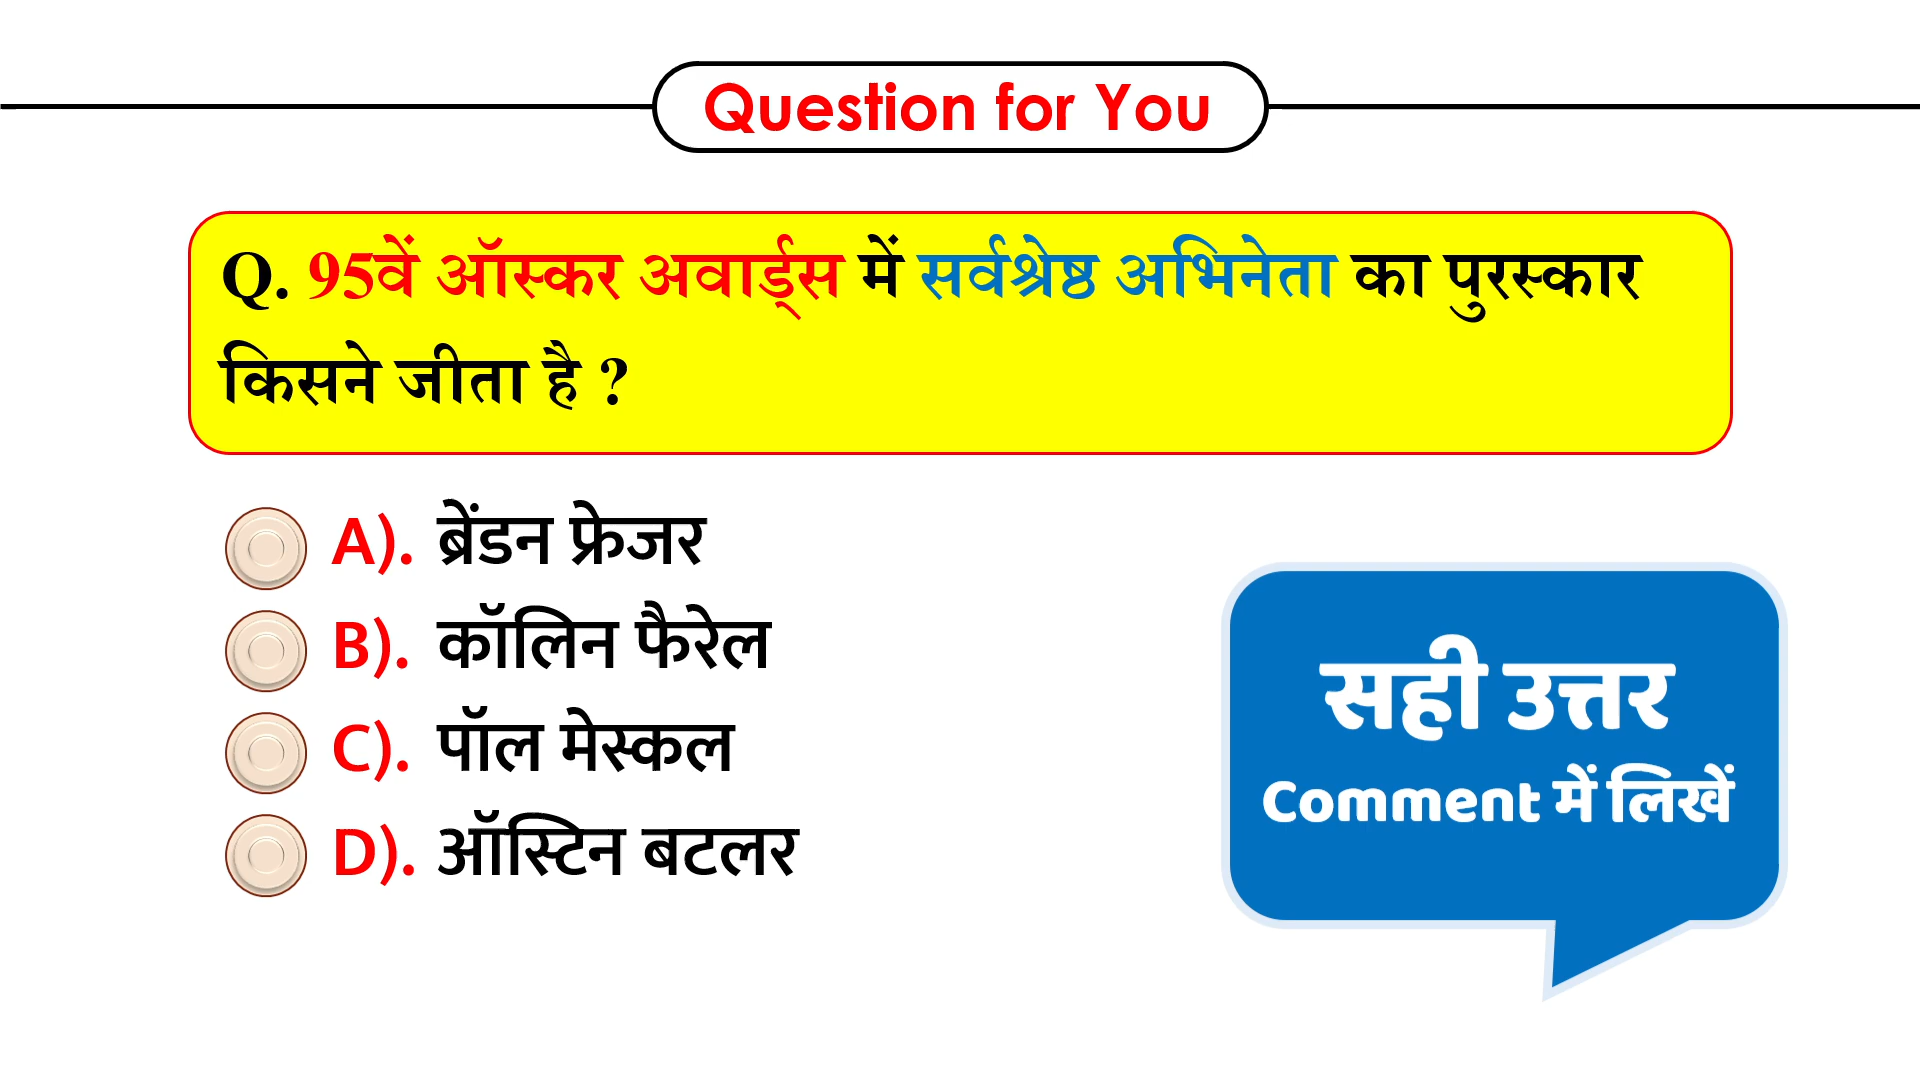 Question for You
Q. 95वें ऑस्कर अवार्ड्स में सर्वश्रेष्ठ अभिनेता का पुरस्कार
किसने जीता है ?
A). ब्रेंडन फ्रेजर
B). कॉलिन फैरेल
C). पॉल मेस्कल
D). ऑस्टिन बटलर
सही उत्तर
Comment में लिखें